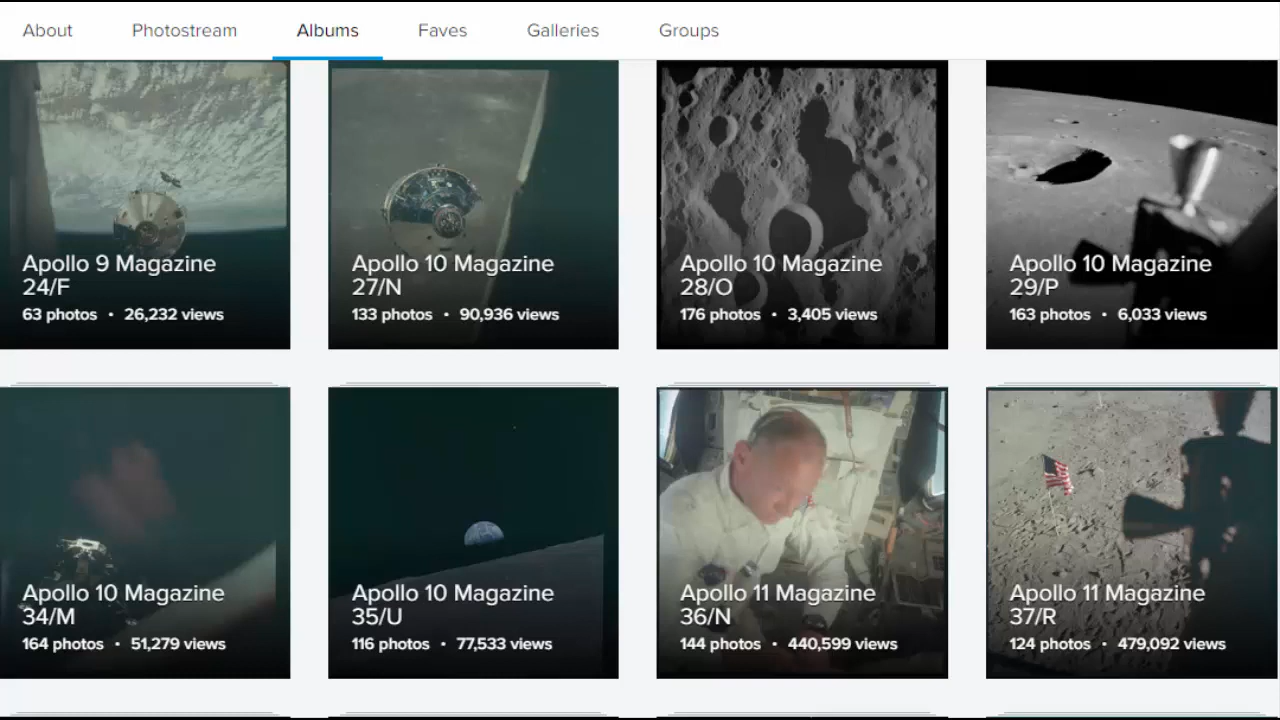 About Photostream Albums Faves Galleries Groups
Apollo 9 Magazine
24/F
63 photos • 26,232 views
Apollo 10 Magazine
27/N
133 photos • 90,936 views
Apollo 10 Magazine
28/O
176 photos • 3,405 views
Apollo 10 Magazine
29/P
163 photos • 6,033 views
Apollo 10 Magazine
34/M
164 photos • 51,279 views
Apollo 10 Magazine
35/U
116 photos • 77,533 views
Apollo 11 Magazine
36/N
144 photos • 440,599 views
Apollo 11 Magazine
37/R
124 photos • 479,092 views